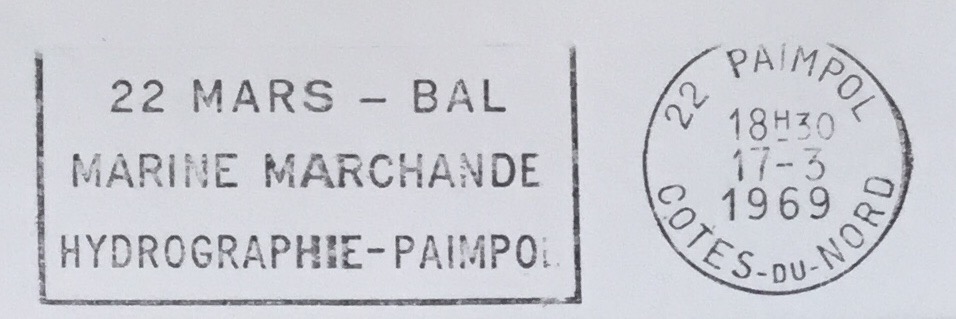 22 MARS - BAL
MARINE MARCHANDE
HYDROGRAPHIE-PAIMPOL
22 PAIMPOL
18H30
17-3
1969
COTES-DU-NORD